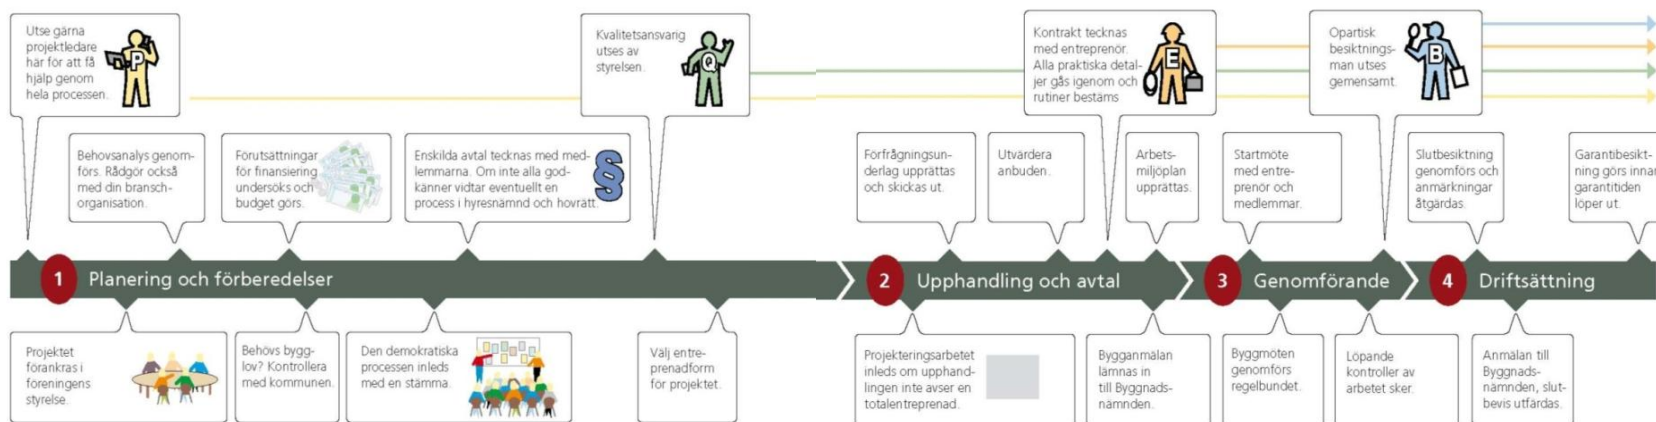 Utse gärna
projektledare
här för att få
hjälp genom
hela processen.
P
Kvalitetsansvarig
utses av
styrelsen.
Q
Kontrakt tecknas
med entreprenör.
Alla praktiska detal-
jer gås igenom och
rutiner bestäms
E
Opartisk
besiktnings-
man utses
gemensamt.
B
Behovsanalys genom-
förs. Rådgör också
med din bransch-
organisation.
Förutsättningar
för finansiering
undersöks och
budget görs.
Enskilda avtal tecknas med med-
lemmarna. Om inte alla god-
känner vidtar eventuellt en
process i hyresnämnd och hovrätt.
§
Förfrågningsun-
derlag upprättas
och skickas ut.
Utvärdera
anbuden.
Arbets-
miljöplan
upprättas.
Startmöte
med entre-
prenör och
medlemmar.
Slutbesiktning
genomförs och
anmärkningar
åtgärdas.
Garantibesikt-
ning görs innan
garantitiden
löper ut.
1 Planering och förberedelser
2 Upphandling och avtal
3 Genomförande
4 Driftsättning
Projektet
förankras i
föreningens
styrelse.
Behövs bygg-
lov? Kontrollera
med kommunen.
Den demokratiska
processen inleds
med en stämma.
Välj entre-
prenadform
för projektet.
Projekteringsarbetet
inleds om upphand-
lingen inte avser en
totalentreprenad.
Bygganmälan
lämnas in
till Byggnads-
nämnden.
Byggmöten
genomförs
regelbundet.
Löpande
kontroller av
arbetet sker.
Anmälan till
Byggnads-
nämnden, slut-
bevis utfärdas.